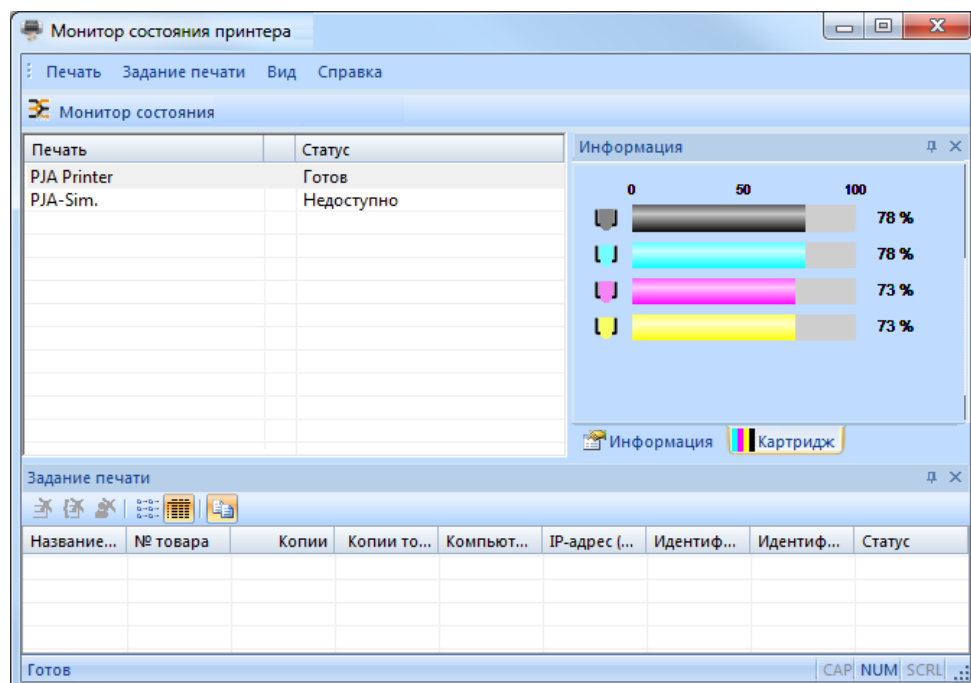 Монитор состояния принтера
Печать Задание печати Вид Справка
Монитор состояния
Печать Статус
PJA Printer Готов
PJA-Sim. Недоступно
Информация
0 50 100
78 %
78 %
73 %
73 %
Информация Картридж
Задание печати
Название... № товара Копии Копии то... Компьют... IP-адрес (... Идентиф... Идентиф... Статус
Готов CAP NUM SCRL